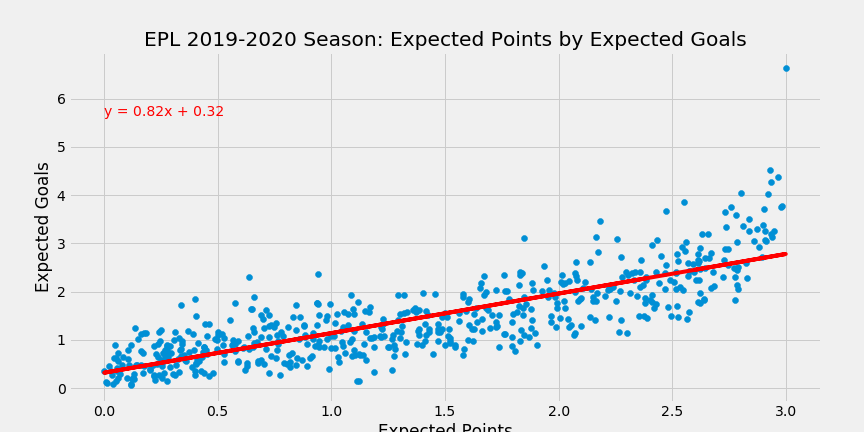 EPL 2019-2020 Season: Expected Points by Expected Goals
y = 0.82x + 0.32
Expected Goals
6
5
4
3
2
1
0
0.0 0.5 1.0 1.5 2.0 2.5 3.0
Expected Points